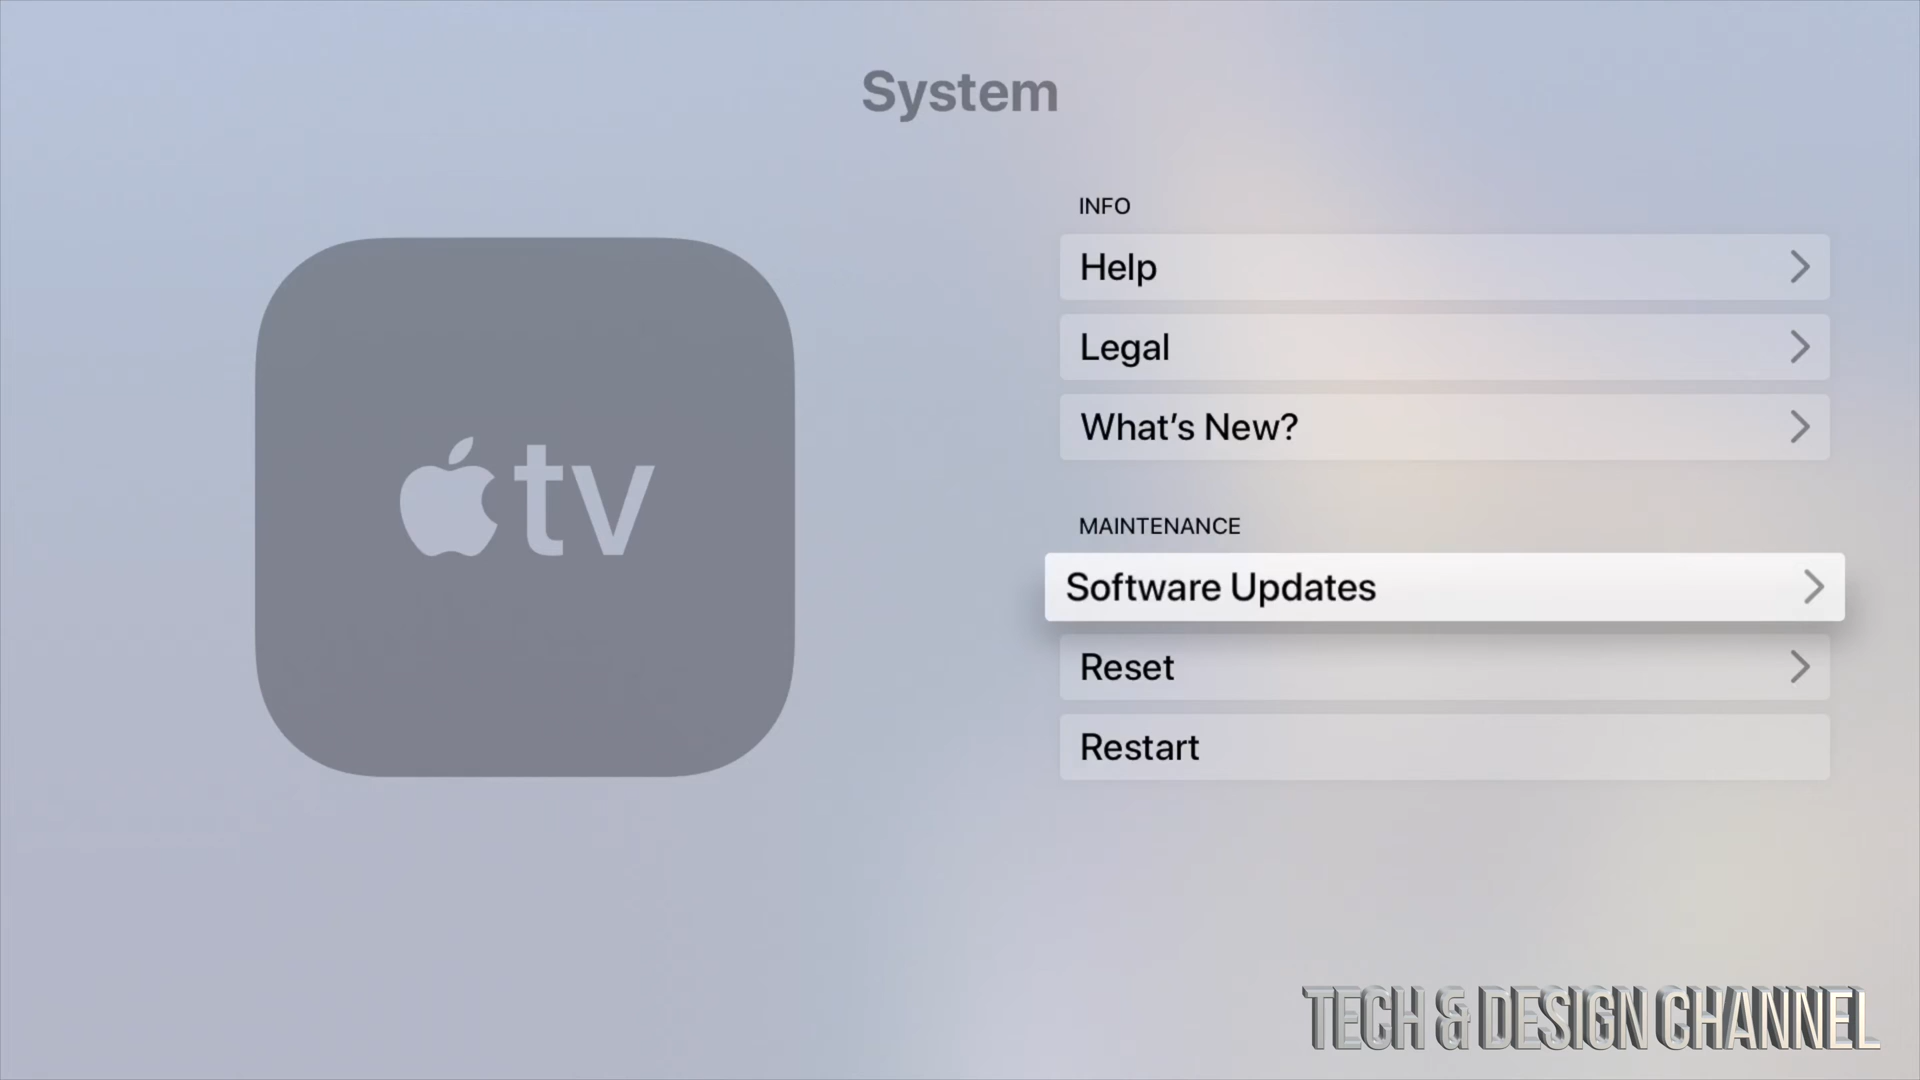 System
tv
INFO
Help
Legal
What’s New?
MAINTENANCE
Software Updates
Reset
Restart
TECH & DESIGN CHANNEL